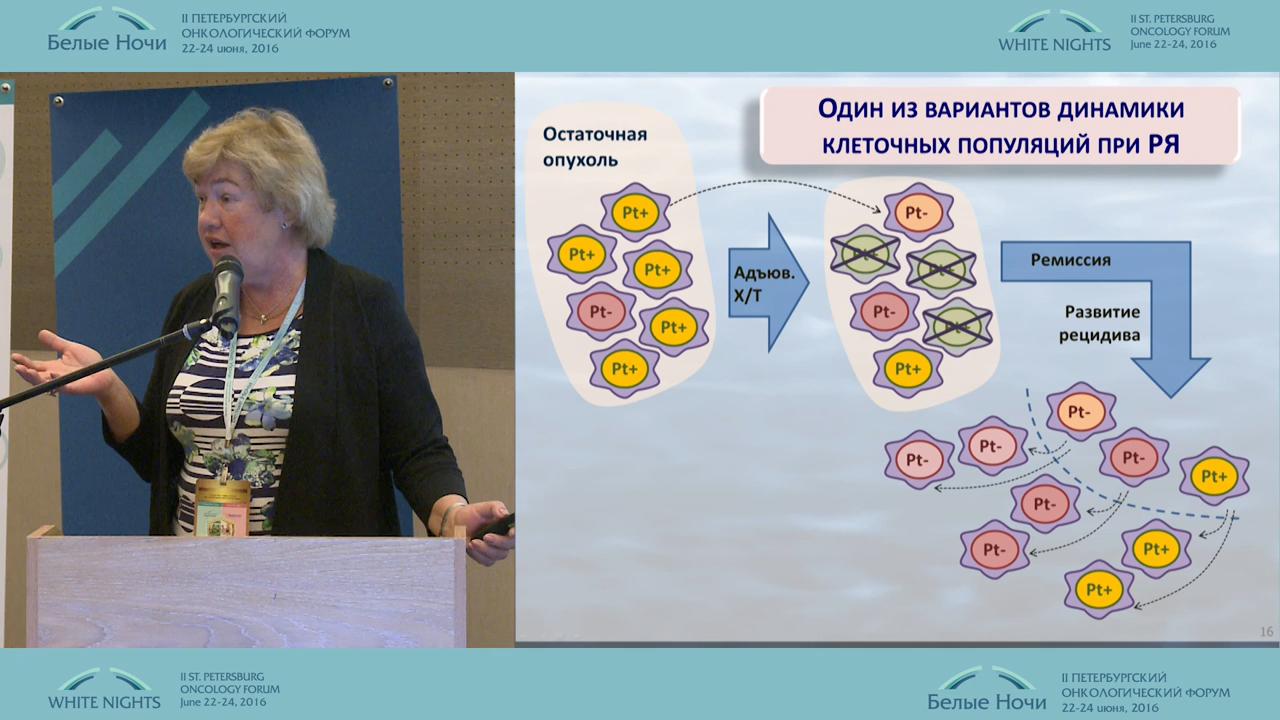 Белые Ночи
II ПЕТЕРБУРГСКИЙ
ОНКОЛОГИЧЕСКИЙ ФОРУМ
22-24 июня, 2016
WHITE NIGHTS
II ST. PETERSBURG
ONCOLOGY FORUM
June 22-24, 2016
Один из вариантов динамики
клеточных популяций при РЯ
Остаточная
опухоль
Pt+
Pt+
Pt+
Pt-
Pt+
Pt+
Адъюв.
Х/Т
Pt-
Pt-
Pt+
Ремиссия
Развитие
рецидива
Pt-
Pt-
Pt-
Pt-
Pt+
Pt-
Pt-
Pt+
Pt+
16
WHITE NIGHTS
II ST. PETERSBURG
ONCOLOGY FORUM
June 22-24, 2016
Белые Ночи
II ПЕТЕРБУРГСКИЙ
ОНКОЛОГИЧЕСКИЙ ФОРУМ
22-24 июня, 2016